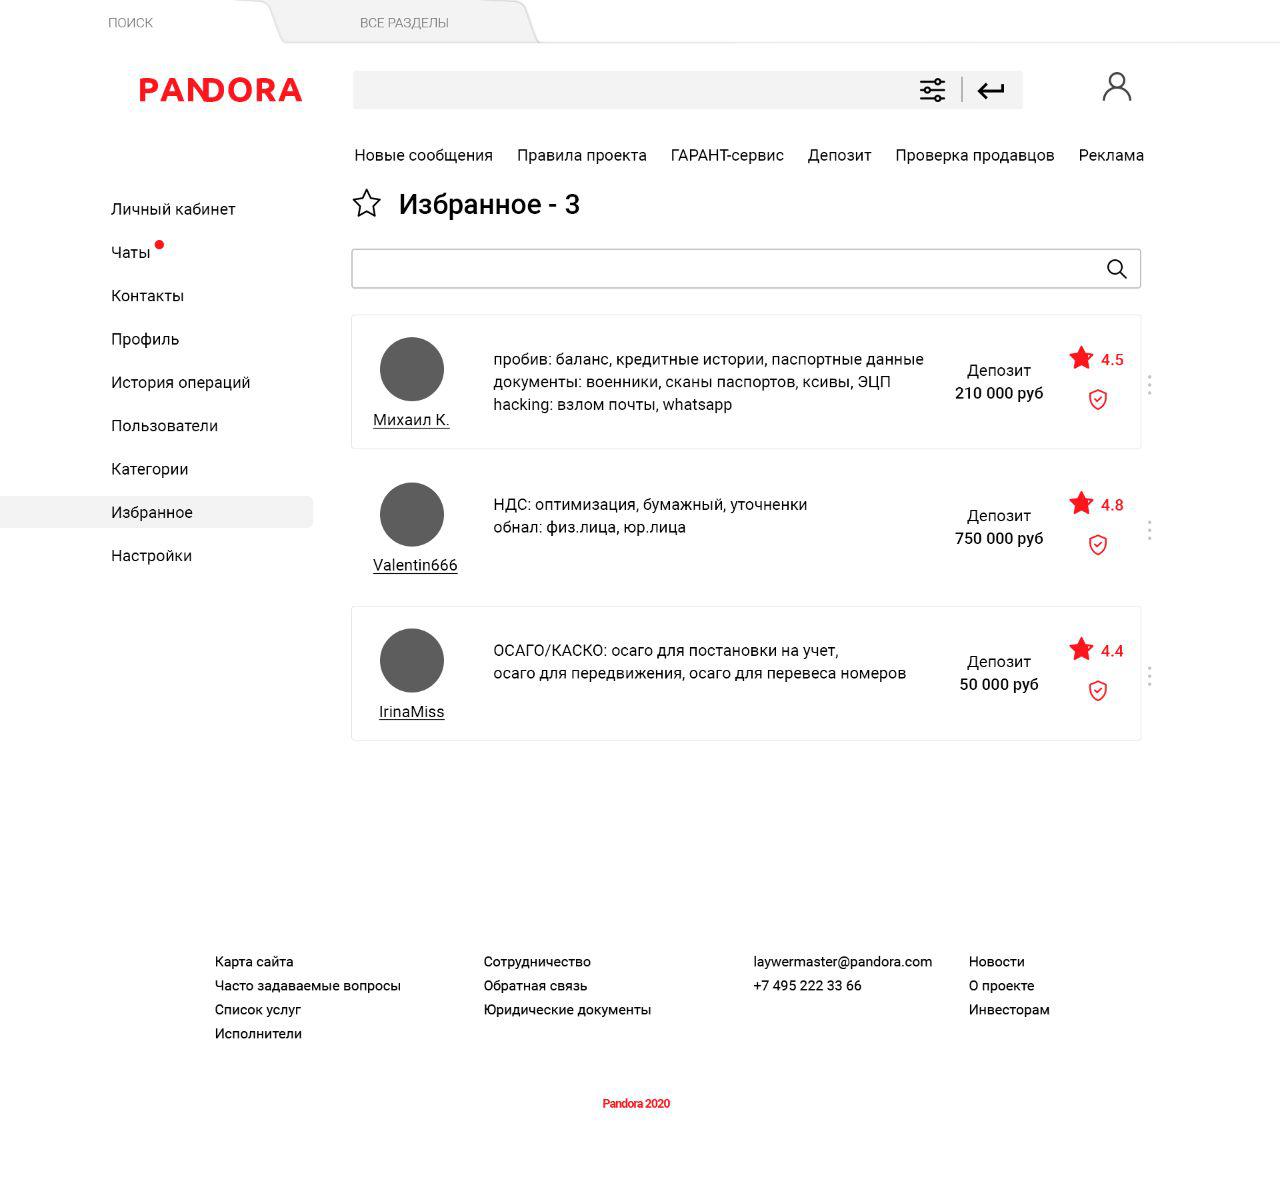 ПОИСК
ВСЕ РАЗДЕЛЫ
PANDORA
Новые сообщения
Правила проекта
ГАРАНТ-сервис
Депозит
Проверка продавцов
Реклама
Личный кабинет
Чаты
Контакты
Профиль
История операций
Пользователи
Категории
Избранное
Настройки
Избранное - 3
Михаил К.
пробив: баланс, кредитные истории, паспортные данные
документы: военники, сканы паспортов, ксивы, ЭЦП
hacking: взлом почты, whatsapp
Депозит
210 000 руб
4.5
Valentin666
НДС: оптимизация, бумажный, уточненки
обнал: физ.лица, юр.лица
Депозит
750 000 руб
4.8
IrinaMiss
ОСАГО/КАСКО: осаго для постановки на учет,
осаго для передвижения, осаго для перевеса номеров
Депозит
50 000 руб
4.4
Карта сайта
Часто задаваемые вопросы
Список услуг
Исполнители
Сотрудничество
Обратная связь
Юридические документы
laywermaster@pandora.com
+7 495 222 33 66
Новости
О проекте
Инвесторам
Pandora 2020